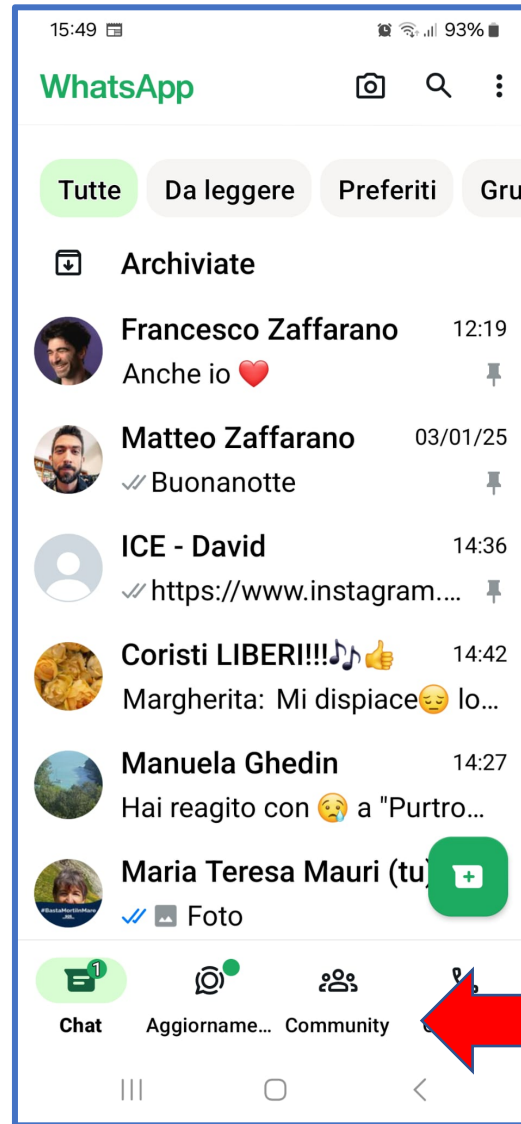 15:49 93%
WhatsApp
Tutte Da leggere Preferiti Gru
Archiviate
Francesco Zaffarano 12:19
Anche io ❤️
Matteo Zaffarano 03/01/25
Buonanotte
ICE - David 14:36
https://www.instagram....
Coristi LIBERI!!!🎶👍 14:42
Margherita: Mi dispiace😔 lo...
Manuela Ghedin 14:27
Hai reagito con 😢 a "Purtro...
Maria Teresa Mauri (tu)
#BastaMortiInMare
Foto
1
Chat Aggiorname... Community